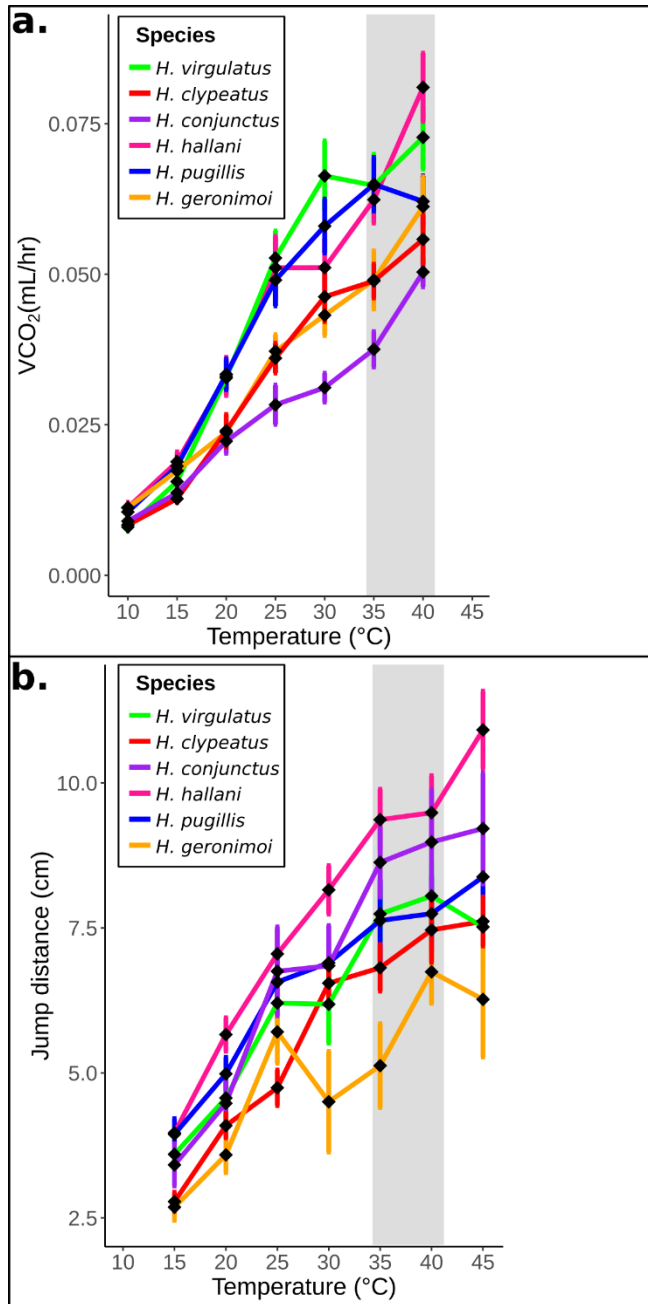 a.
Species
H. virgulatus
H. clypeatus
H. conjunctus
H. hallani
H. pugillis
H. geronimoi
VCO₂(mL/hr)
0.075
0.050
0.025
0.000
10 15 20 25 30 35 40 45
Temperature (°C)
b.
Species
H. virgulatus
H. clypeatus
H. conjunctus
H. hallani
H. pugillis
H. geronimoi
Jump distance (cm)
10.0
7.5
5.0
2.5
10 15 20 25 30 35 40 45
Temperature (°C)